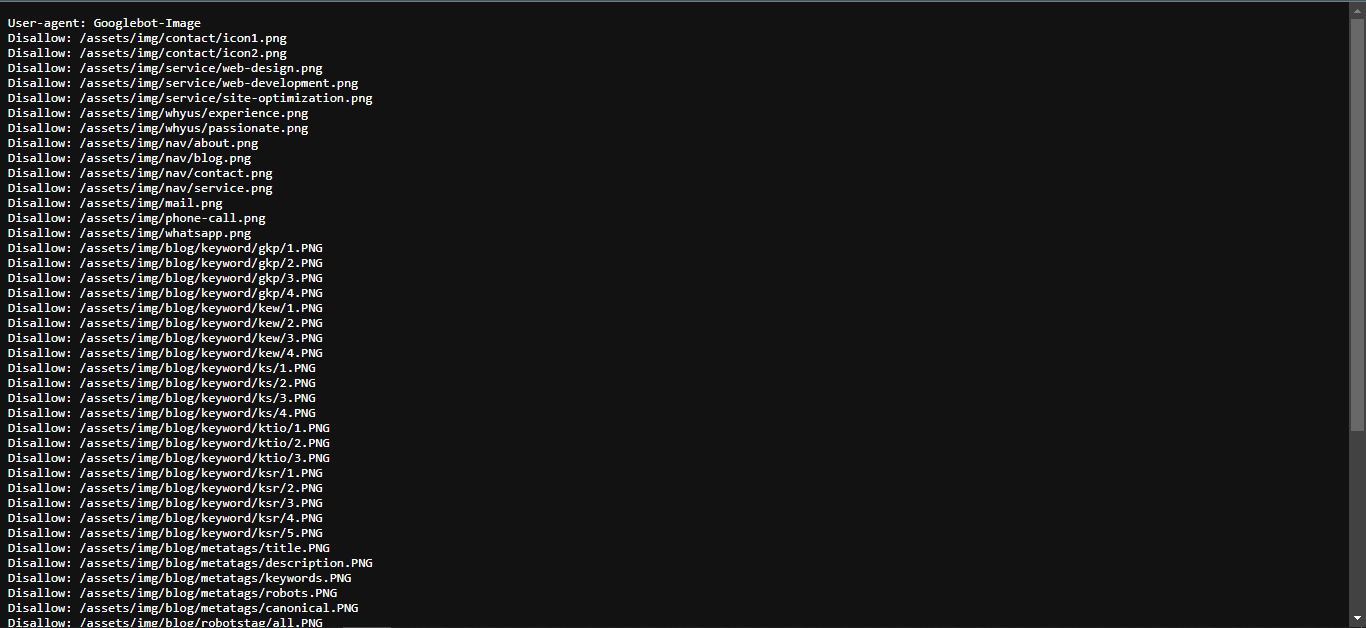 User-agent: Googlebot-Image
Disallow: /assets/img/contact/icon1.png
Disallow: /assets/img/contact/icon2.png
Disallow: /assets/img/service/web-design.png
Disallow: /assets/img/service/web-development.png
Disallow: /assets/img/service/site-optimization.png
Disallow: /assets/img/whyus/experience.png
Disallow: /assets/img/whyus/passionate.png
Disallow: /assets/img/nav/about.png
Disallow: /assets/img/nav/blog.png
Disallow: /assets/img/nav/contact.png
Disallow: /assets/img/nav/service.png
Disallow: /assets/img/mail.png
Disallow: /assets/img/phone-call.png
Disallow: /assets/img/whatsapp.png
Disallow: /assets/img/blog/keyword/gkp/1.PNG
Disallow: /assets/img/blog/keyword/gkp/2.PNG
Disallow: /assets/img/blog/keyword/gkp/3.PNG
Disallow: /assets/img/blog/keyword/gkp/4.PNG
Disallow: /assets/img/blog/keyword/kew/1.PNG
Disallow: /assets/img/blog/keyword/kew/2.PNG
Disallow: /assets/img/blog/keyword/kew/3.PNG
Disallow: /assets/img/blog/keyword/kew/4.PNG
Disallow: /assets/img/blog/keyword/ks/1.PNG
Disallow: /assets/img/blog/keyword/ks/2.PNG
Disallow: /assets/img/blog/keyword/ks/3.PNG
Disallow: /assets/img/blog/keyword/ks/4.PNG
Disallow: /assets/img/blog/keyword/ktio/1.PNG
Disallow: /assets/img/blog/keyword/ktio/2.PNG
Disallow: /assets/img/blog/keyword/ktio/3.PNG
Disallow: /assets/img/blog/keyword/ksr/1.PNG
Disallow: /assets/img/blog/keyword/ksr/2.PNG
Disallow: /assets/img/blog/keyword/ksr/3.PNG
Disallow: /assets/img/blog/keyword/ksr/4.PNG
Disallow: /assets/img/blog/keyword/ksr/5.PNG
Disallow: /assets/img/blog/metatags/title.PNG
Disallow: /assets/img/blog/metatags/description.PNG
Disallow: /assets/img/blog/metatags/keywords.PNG
Disallow: /assets/img/blog/metatags/robots.PNG
Disallow: /assets/img/blog/metatags/canonical.PNG
Disallow: /assets/img/blog/robotstag/all.PNG